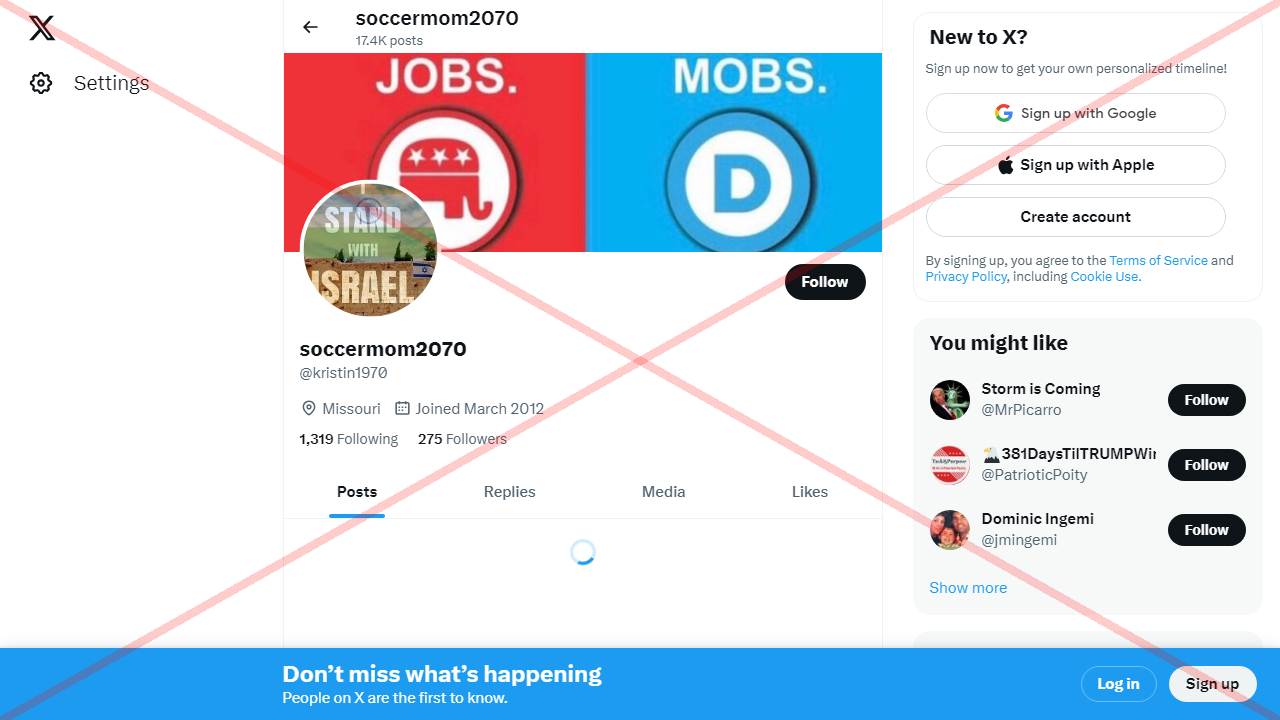 Settings
soccermom2070
17.4K posts
JOBS.
MOBS.
D
I
STAND
WITH
ISRAEL
Follow
soccermom2070
@kristin1970
Missouri Joined March 2012
1,319 Following 275 Followers
Posts Replies Media Likes
New to X?
Sign up now to get your own personalized timeline!
Sign up with Google
Sign up with Apple
Create account
By signing up, you agree to the Terms of Service and
Privacy Policy, including Cookie Use.
You might like
Storm is Coming
@MrPicarro
Follow
🦅381DaysTilTRUMPWin
@PatrioticPoity
Follow
Dominic Ingemi
@jmingemi
Follow
Show more
Don’t miss what’s happening
People on X are the first to know.
Log in
Sign up